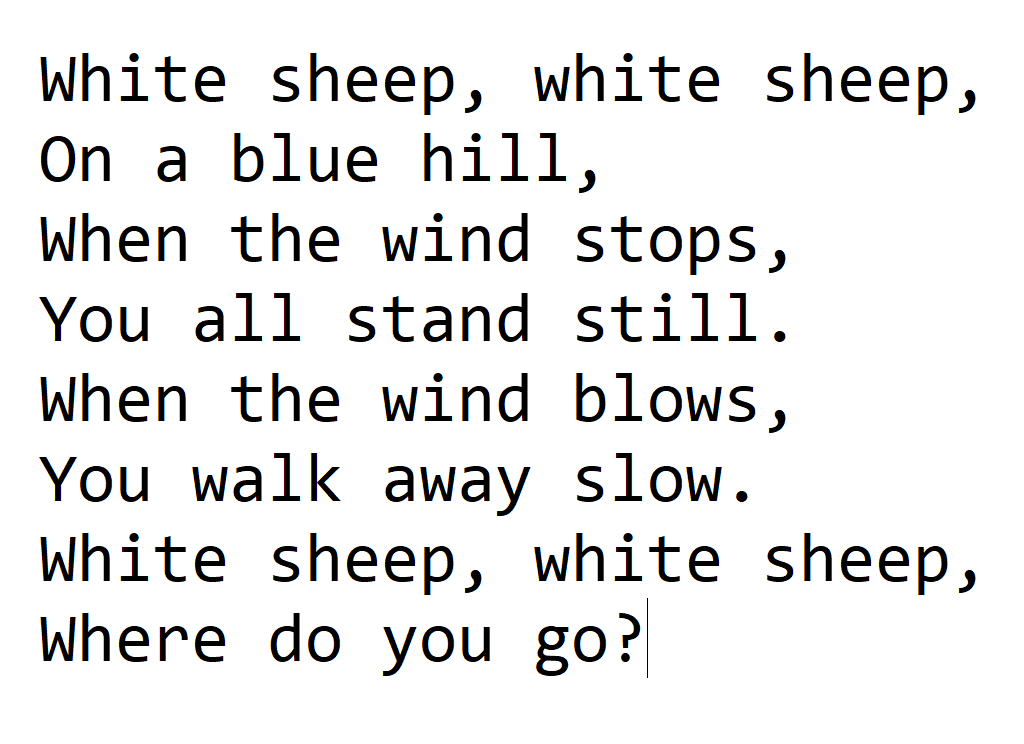 White sheep, white sheep,
On a blue hill,
When the wind stops,
You all stand still.
When the wind blows,
You walk away slow.
White sheep, white sheep,
Where do you go?